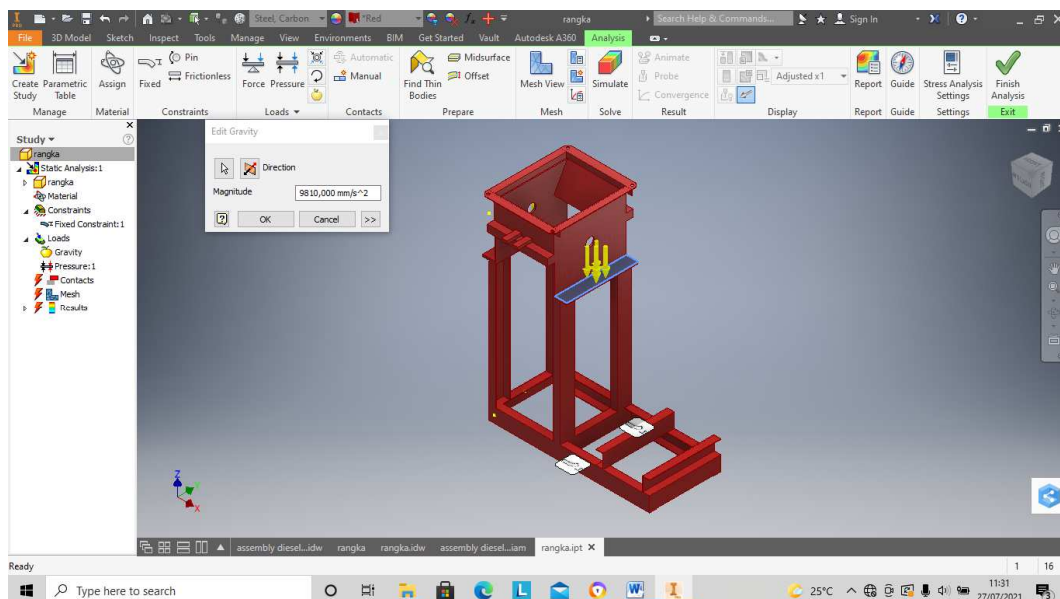 Steel, Carbon
*Red
rangka
Search Help & Commands...
Sign In
PRO
File 3D Model Sketch Inspect Tools Manage View Environments BIM Get Started Vault Autodesk A360 Analysis
Create Study
Parametric Table
Assign
Fixed
Pin
Frictionless
Force
Pressure
Automatic
Manual
Find Thin Bodies
Midsurface
Offset
Mesh View
Simulate
Animate
Probe
Convergence
Adjusted x1
Report
Guide
Stress Analysis Settings
Finish Analysis
Manage Material Constraints Loads Contacts Prepare Mesh Solve Result Display Report Guide Settings Exit
Study
rangka
Static Analysis:1
rangka
Material
Constraints
Fixed Constraint:1
Loads
Gravity
Pressure:1
Contacts
Mesh
Results
Edit Gravity
Direction
Magnitude 9810,000 mm/s^2
OK Cancel >>
Z
X
assembly diesel...idw rangka rangka.idw assembly diesel...iam rangka.ipt X
Ready 1 16
Type here to search
25°C
11:31
27/07/2021